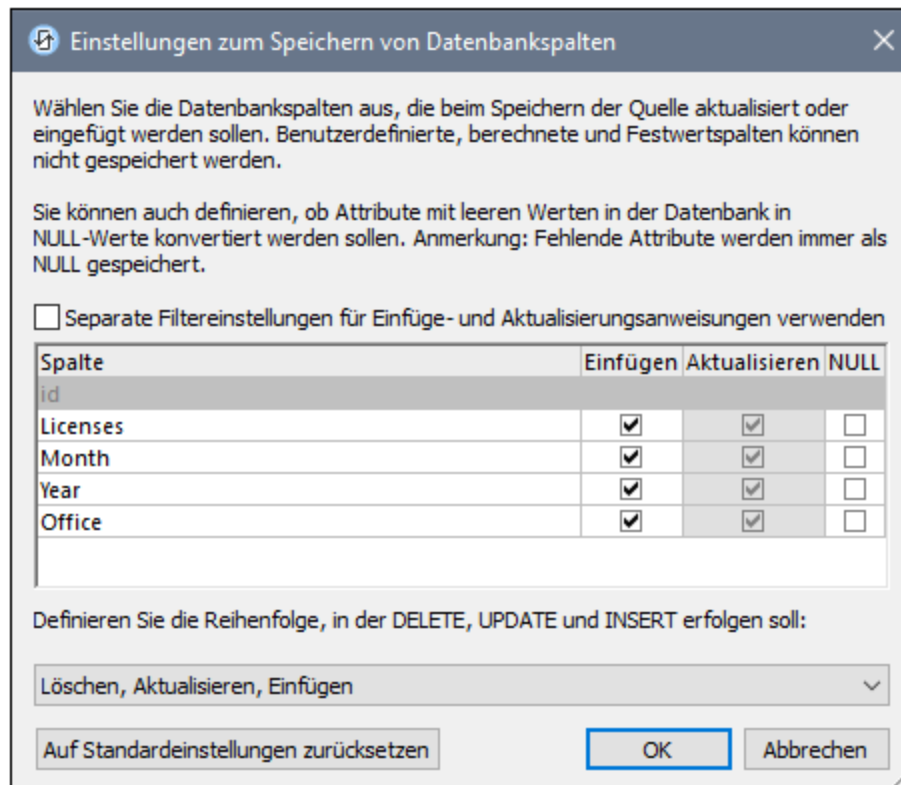 Einstellungen zum Speichern von Datenbankspalten
Wählen Sie die Datenbankspalten aus, die beim Speichern der Quelle aktualisiert oder
eingefügt werden sollen. Benutzerdefinierte, berechnete und Festwertspalten können
nicht gespeichert werden.
Sie können auch definieren, ob Attribute mit leeren Werten in der Datenbank in
NULL-Werte konvertiert werden sollen. Anmerkung: Fehlende Attribute werden immer als
NULL gespeichert.
Separate Filtereinstellungen für Einfüge- und Aktualisierungsanweisungen verwenden
Spalte Einfügen Aktualisieren NULL
id
Licenses
Month
Year
Office
Definieren Sie die Reihenfolge, in der DELETE, UPDATE und INSERT erfolgen soll:
Löschen, Aktualisieren, Einfügen
Auf Standardeinstellungen zurücksetzen OK Abbrechen